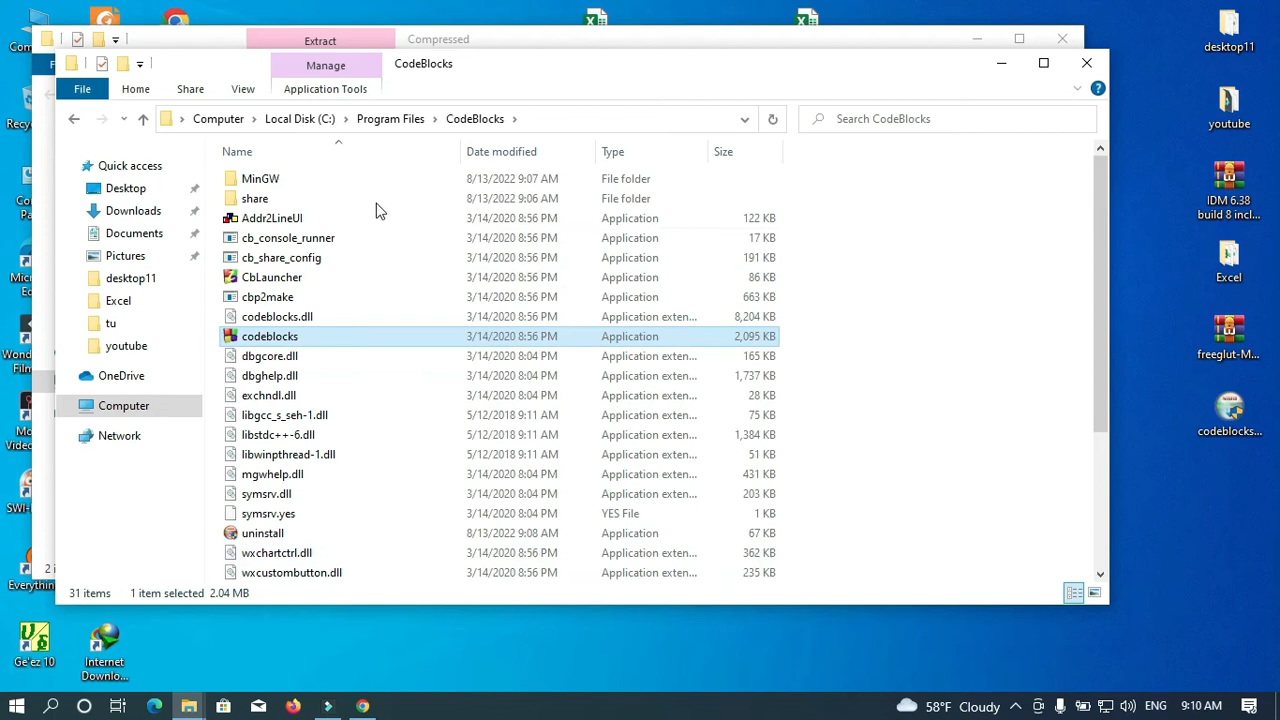 Extract
Compressed
Manage
CodeBlocks
File
Home
Share
View
Application Tools
Computer
Local Disk (C:)
Program Files
CodeBlocks
Search CodeBlocks
Name
Date modified
Type
Size
Quick access
Desktop
Downloads
Documents
Pictures
desktop11
Excel
tu
youtube
OneDrive
Computer
Network
MinGW 8/13/2022 9:07 AM File folder
share 8/13/2022 9:06 AM File folder
Addr2LineUI 3/14/2020 8:56 PM Application 122 KB
cb_console_runner 3/14/2020 8:56 PM Application 17 KB
cb_share_config 3/14/2020 8:56 PM Application 191 KB
CbLauncher 3/14/2020 8:56 PM Application 86 KB
cbp2make 3/14/2020 8:56 PM Application 663 KB
codeblocks.dll 3/14/2020 8:56 PM Application exten... 8,204 KB
codeblocks 3/14/2020 8:56 PM Application 2,095 KB
dbgcore.dll 3/14/2020 8:04 PM Application exten... 165 KB
dbghelp.dll 3/14/2020 8:04 PM Application exten... 1,737 KB
exchndl.dll 3/14/2020 8:04 PM Application exten... 28 KB
libgcc_s_seh-1.dll 5/12/2018 9:11 AM Application exten... 75 KB
libstdc++-6.dll 5/12/2018 9:11 AM Application exten... 1,384 KB
libwinpthread-1.dll 5/12/2018 9:11 AM Application exten... 51 KB
mgwhelp.dll 3/14/2020 8:04 PM Application exten... 431 KB
symsrv.dll 3/14/2020 8:04 PM Application exten... 203 KB
symsrv.yes 3/14/2020 8:04 PM YES File 1 KB
uninstall 8/13/2022 9:08 AM Application 67 KB
wxchartctrl.dll 3/14/2020 8:56 PM Application exten... 362 KB
wxcustombutton.dll 3/14/2020 8:56 PM Application exten... 235 KB
31 items
1 item selected 2.04 MB
desktop11
youtube
IDM 6.38
build 8 incl...
Excel
freeglut-M...
codeblocks...
Ge'ez 10
Internet
Downlo...
58°F Cloudy
ENG
9:10 AM